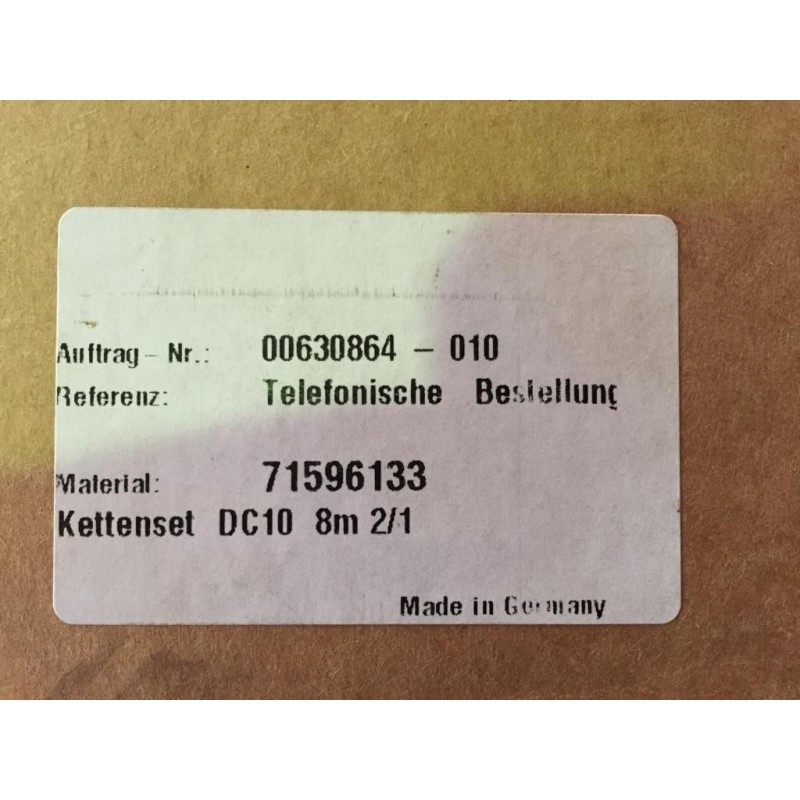 Auftrag - Nr.: 00630864 - 010
Referenz: Telefonische Bestellung
Material: 71596133
Kettenset DC10 8m 2/1
Made in Germany